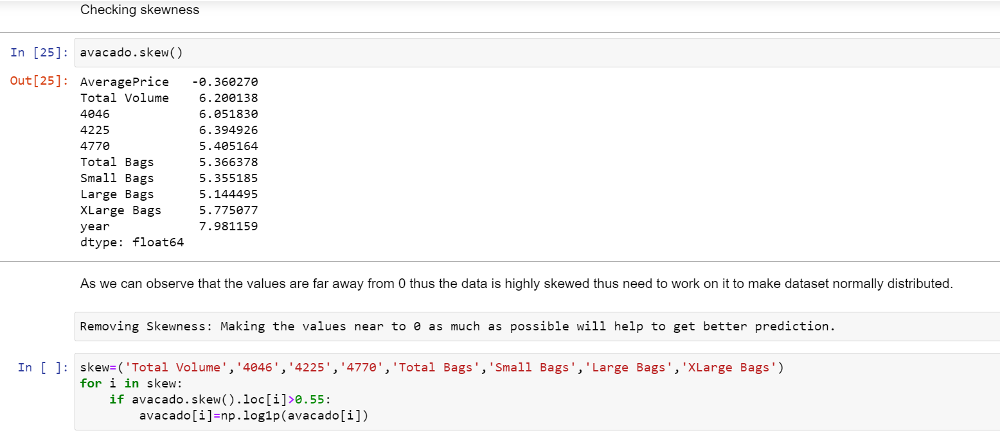 Checking skewness
In [25]: avacado.skew()
Out[25]: AveragePrice   -0.360270
Total Volume    6.200138
4046            6.051830
4225            6.394926
4770            5.405164
Total Bags      5.366378
Small Bags      5.355185
Large Bags      5.144495
XLarge Bags     5.775077
year            7.981159
dtype: float64
As we can observe that the values are far away from 0 thus the data is highly skewed thus need to work on it to make dataset normally distributed.
Removing Skewness: Making the values near to 0 as much as possible will help to get better prediction.
In [ ]: skew=('Total Volume','4046','4225','4770','Total Bags','Small Bags','Large Bags','XLarge Bags')
for i in skew:
    if avacado.skew().loc[i]>0.55:
        avacado[i]=np.log1p(avacado[i])